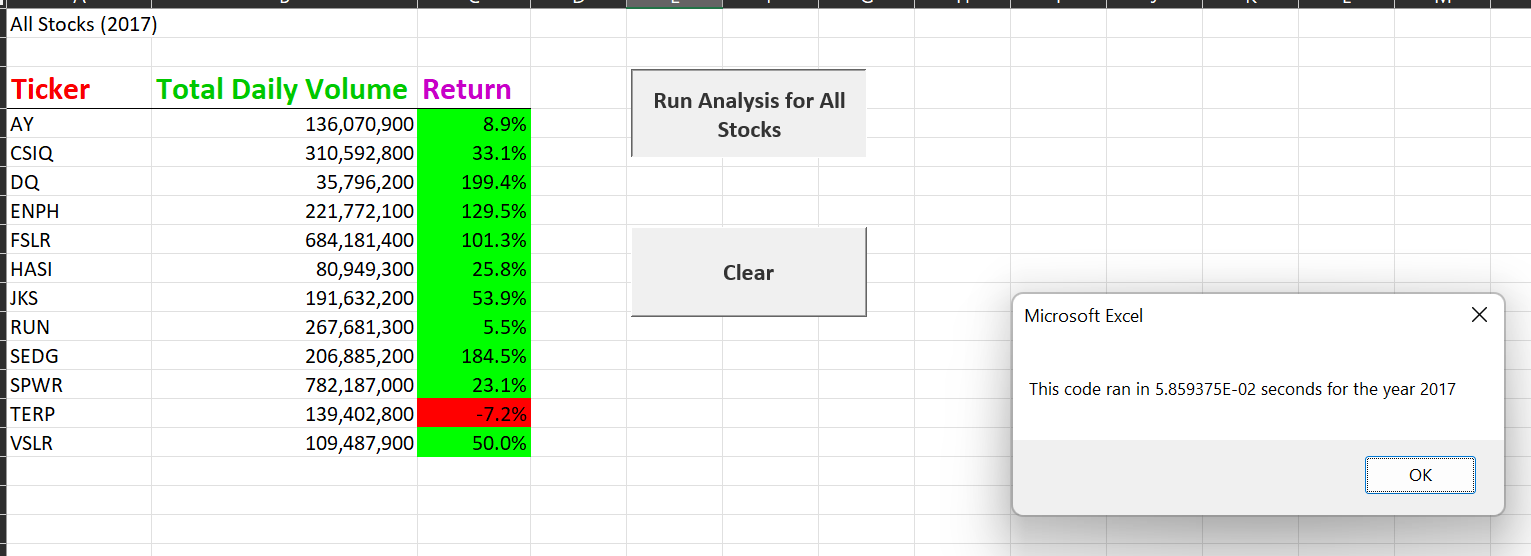 All Stocks (2017)
Ticker Total Daily Volume Return
AY 136,070,900 8.9%
CSIQ 310,592,800 33.1%
DQ 35,796,200 199.4%
ENPH 221,772,100 129.5%
FSLR 684,181,400 101.3%
HASI 80,949,300 25.8%
JKS 191,632,200 53.9%
RUN 267,681,300 5.5%
SEDG 206,885,200 184.5%
SPWR 782,187,000 23.1%
TERP 139,402,800 -7.2%
VSLR 109,487,900 50.0%
Run Analysis for All
Stocks
Clear
Microsoft Excel
This code ran in 5.859375E-02 seconds for the year 2017
OK